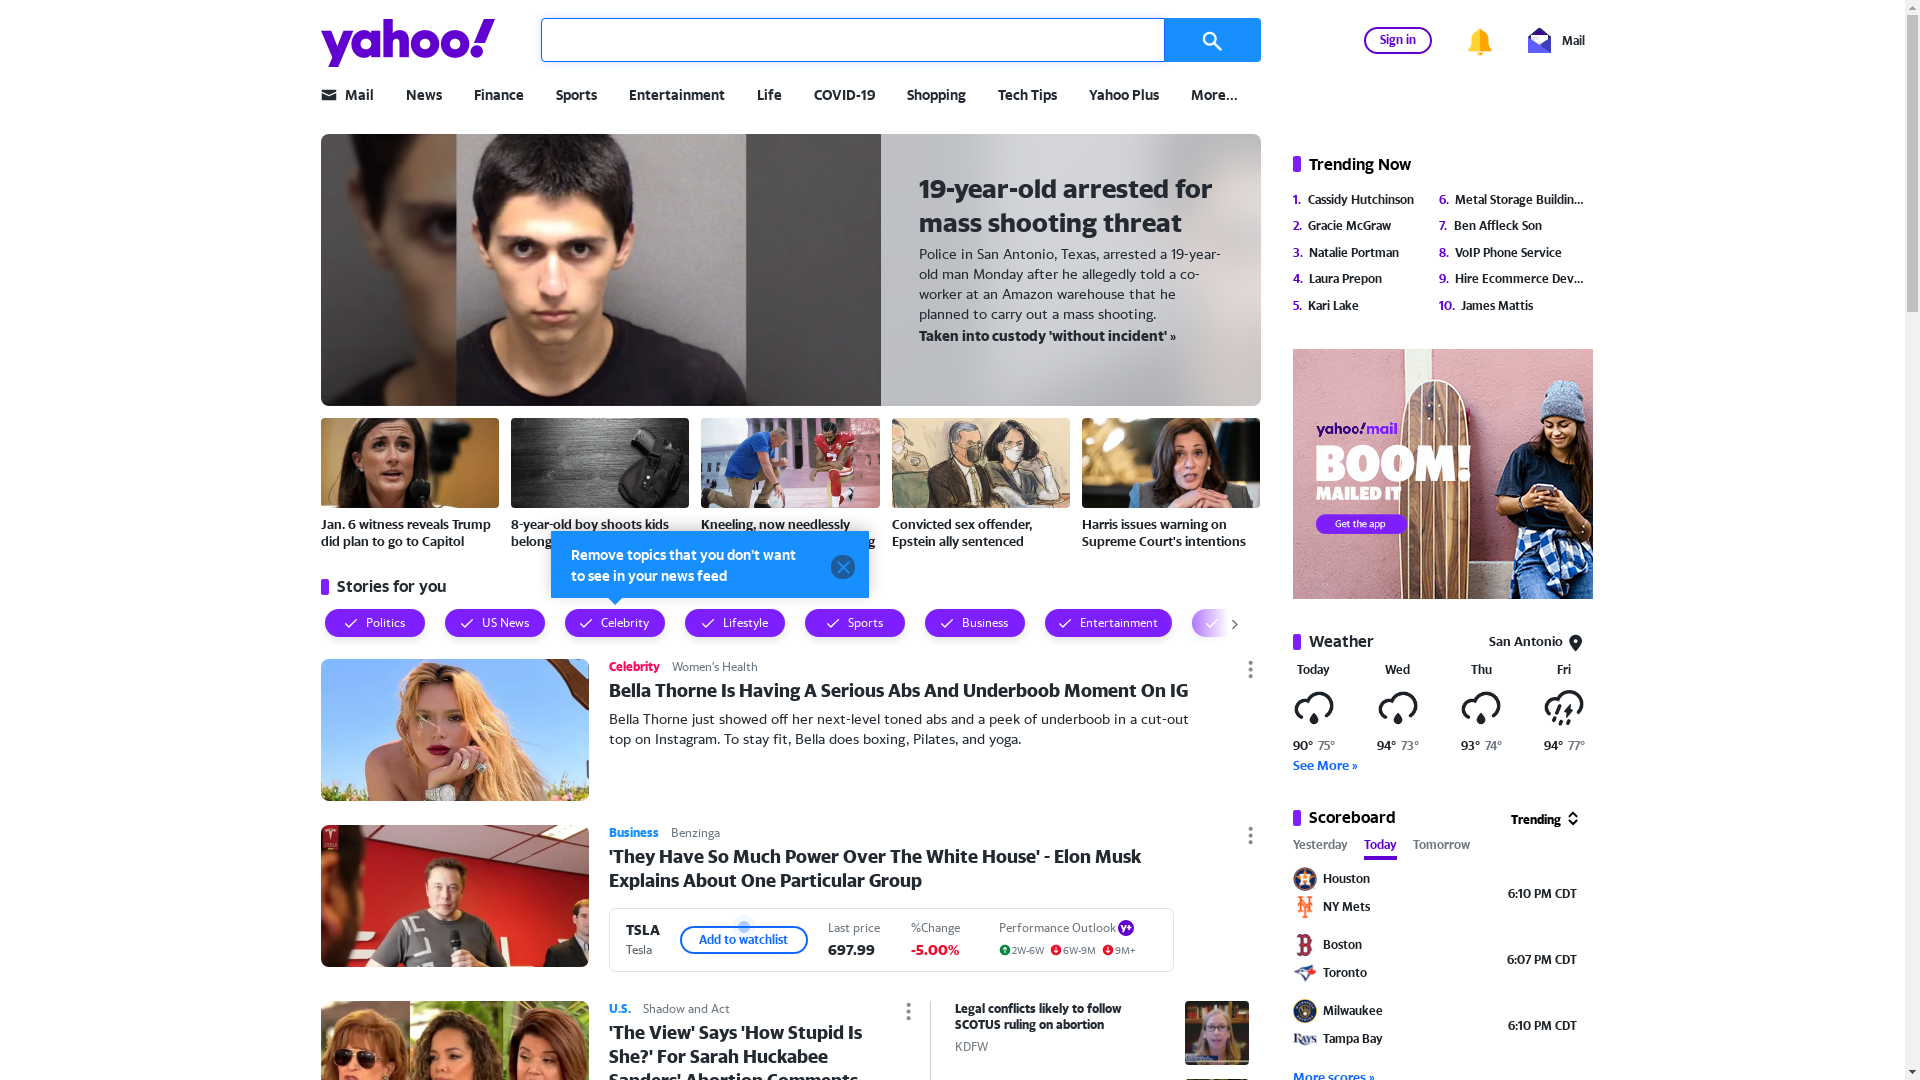 yahoo!
Sign in
Mail
Mail
News
Finance
Sports
Entertainment
Life
COVID-19
Shopping
Tech Tips
Yahoo Plus
More...
19-year-old arrested for
mass shooting threat
Police in San Antonio, Texas, arrested a 19-year-
old man Monday after he allegedly told a co-
worker at an Amazon warehouse that he
planned to carry out a mass shooting.
Taken into custody 'without incident' »
Jan. 6 witness reveals Trump
did plan to go to Capitol
8-year-old boy shoots kids
Kneeling, now needlessly
Convicted sex offender,
Epstein ally sentenced
Harris issues warning on
Supreme Court's intentions
Remove topics that you don't want
to see in your news feed
Stories for you
Politics
US News
Celebrity
Lifestyle
Sports
Business
Entertainment
Celebrity
Women's Health
Bella Thorne Is Having A Serious Abs And Underboob Moment On IG
Bella Thorne just showed off her next-level toned abs and a peek of underboob in a cut-out
top on Instagram. To stay fit, Bella does boxing, Pilates, and yoga.
Business
Benzinga
'They Have So Much Power Over The White House' - Elon Musk
Explains About One Particular Group
TSLA
Tesla
Add to watchlist
Last price
697.99
%Change
-5.00%
Performance Outlook
y+
2W-6W
6W-9M
9M+
U.S.
Shadow and Act
'The View' Says 'How Stupid Is
She?' For Sarah Huckabee
Sanders' Abortion Comments
Legal conflicts likely to follow
SCOTUS ruling on abortion
KDFW
Trending Now
1. Cassidy Hutchinson
2. Gracie McGraw
3. Natalie Portman
4. Laura Prepon
5. Kari Lake
6. Metal Storage Buildin...
7. Ben Affleck Son
8. VoIP Phone Service
9. Hire Ecommerce Dev...
10. James Mattis
yahoo!mail
BOOM!
MAILED IT
Get the app
Weather
San Antonio
Today
Wed
Thu
Fri
90° 75°
94° 73°
93° 74°
94° 77°
See More »
Scoreboard
Trending
Yesterday
Today
Tomorrow
Houston
NY Mets
6:10 PM CDT
Boston
Toronto
6:07 PM CDT
Milwaukee
RAYS
Tampa Bay
6:10 PM CDT
More scores »